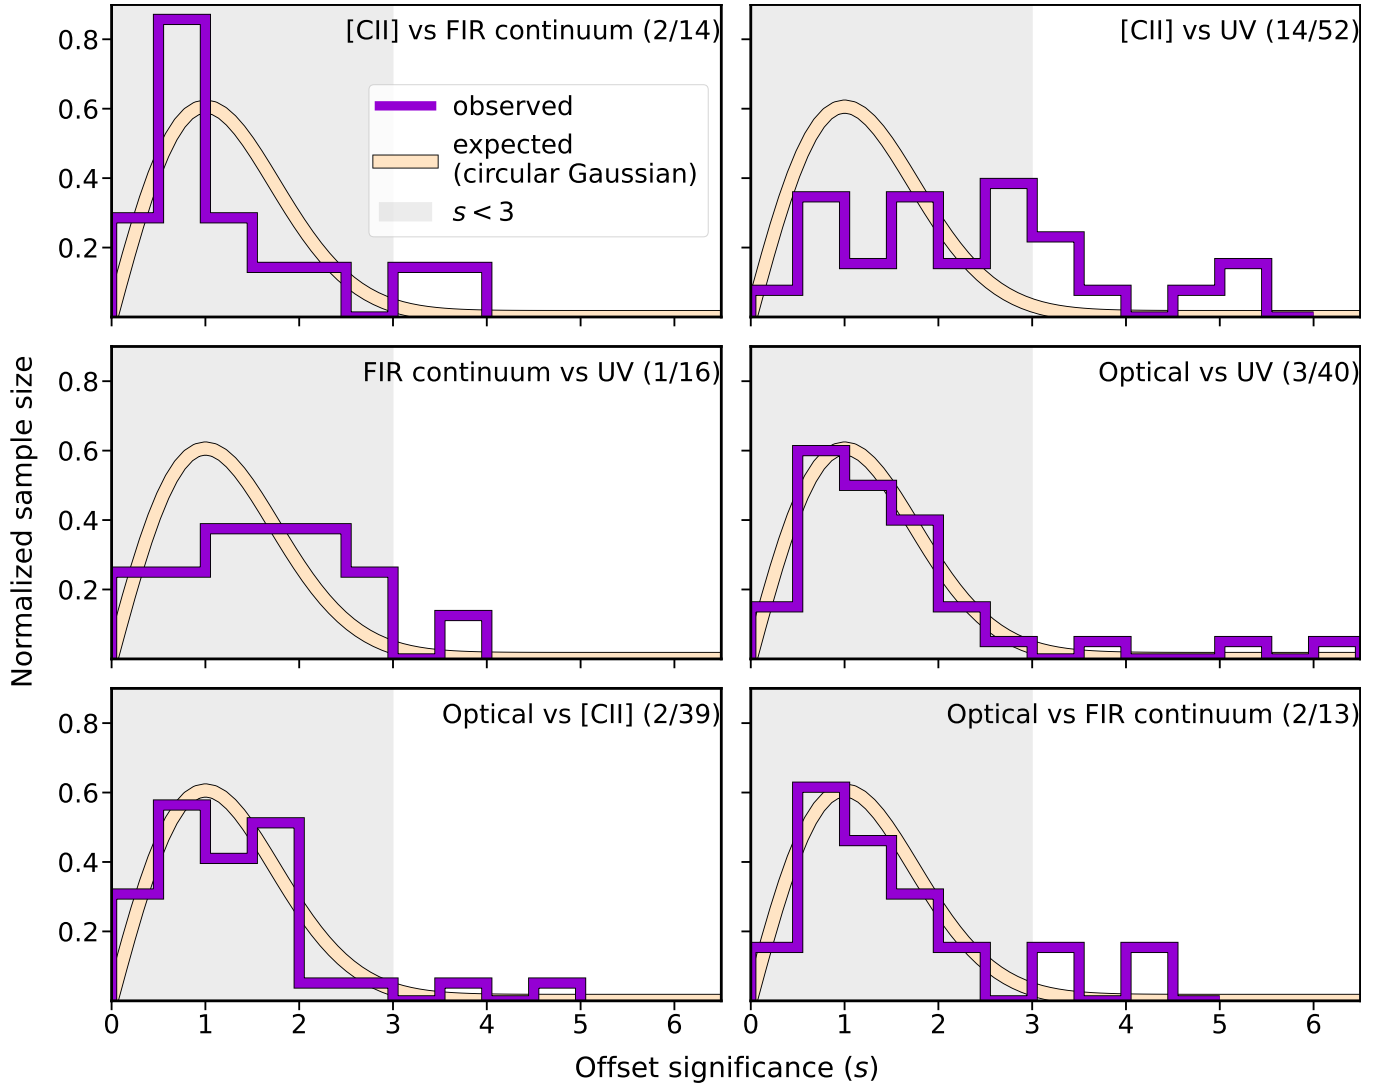 [CII] vs FIR continuum (2/14)
observed
expected
(circular Gaussian)
s < 3
0.8
0.6
0.4
0.2
[CII] vs UV (14/52)
FIR continuum vs UV (1/16)
0.8
0.6
0.4
0.2
Optical vs UV (3/40)
Optical vs [CII] (2/39)
0.8
0.6
0.4
0.2
0 1 2 3 4 5 6
Optical vs FIR continuum (2/13)
0 1 2 3 4 5 6
Normalized sample size
Offset significance (s)